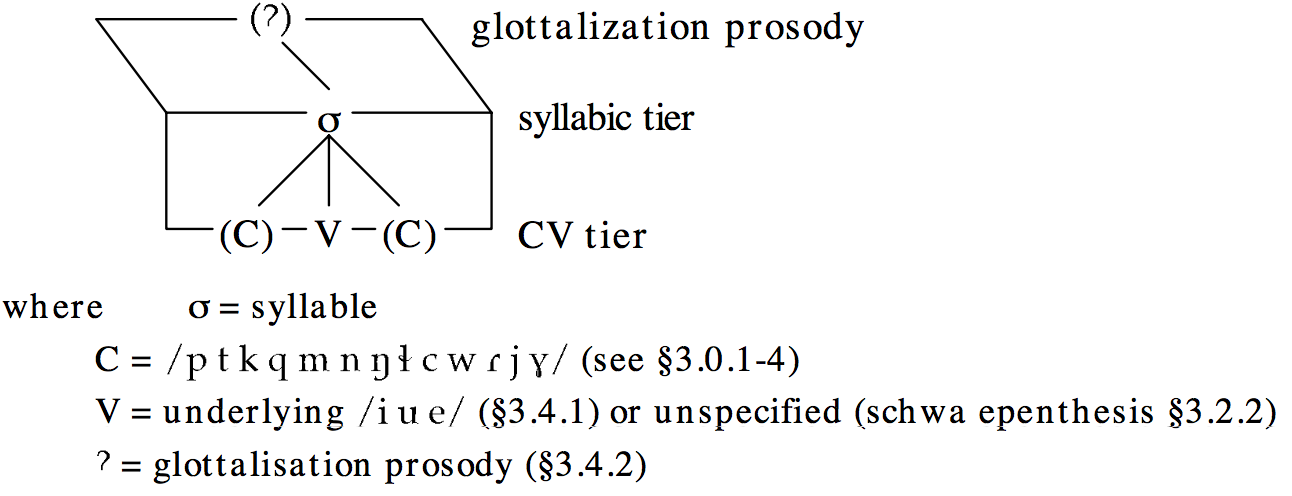 (ʔ) glottalization prosody
σ syllabic tier
(C) – V – (C) CV tier
where σ = syllable
C = /p t k q m n ŋ ɬ c w ɾ j ɣ/ (see §3.0.1-4)
V = underlying /i u e/ (§3.4.1) or unspecified (schwa epenthesis §3.2.2)
ʔ = glottalisation prosody (§3.4.2)